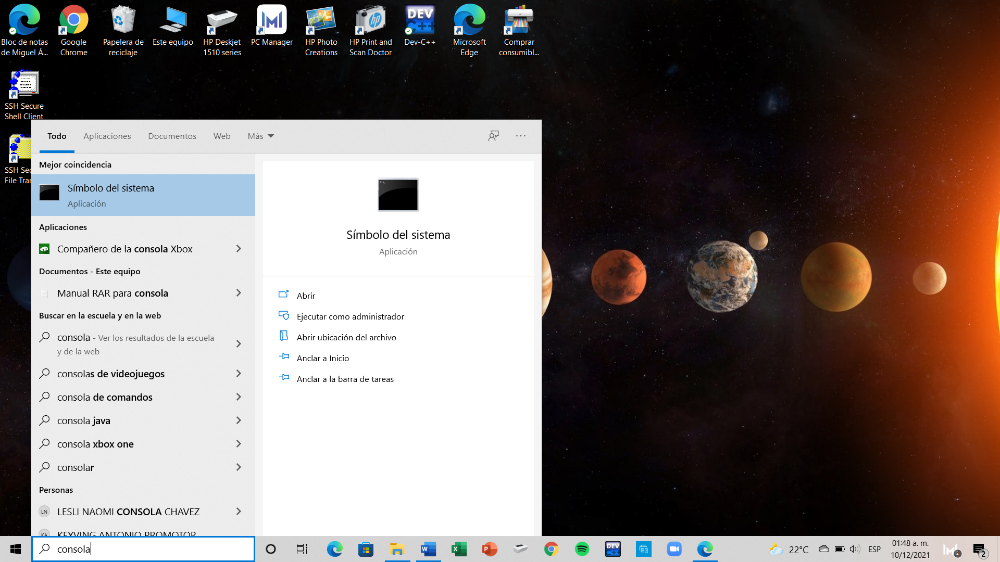 Bloc de notas
de Miguel Á...
Google
Chrome
Papelera de
reciclaje
Este equipo
HP Deskjet
1510 series
PC Manager
HP Photo
Creations
HP Print and
Scan Doctor
DEV
C++
Dev-C++
Microsoft
Edge
Comprar
consumibl...
SSH Secure
Shell Client
SSH Sec
File Tran
Todo
Aplicaciones
Documentos
Web
Más
Mejor coincidencia
Símbolo del sistema
Aplicación
Aplicaciones
Compañero de la consola Xbox
Documentos - Este equipo
Manual RAR para consola
Buscar en la escuela y en la web
consola - Ver los resultados de la escuela
y de la web
consolas de videojuegos
consola de comandos
consola java
consola xbox one
consolar
Personas
LN
LESLI NAOMI CONSOLA CHAVEZ
KA
KEYVING ANTONIO PROMOTOR
Símbolo del sistema
Aplicación
Abrir
Ejecutar como administrador
Abrir ubicación del archivo
Anclar a Inicio
Anclar a la barra de tareas
consola
22°C
ESP
01:48 a. m.
10/12/2021
2
2